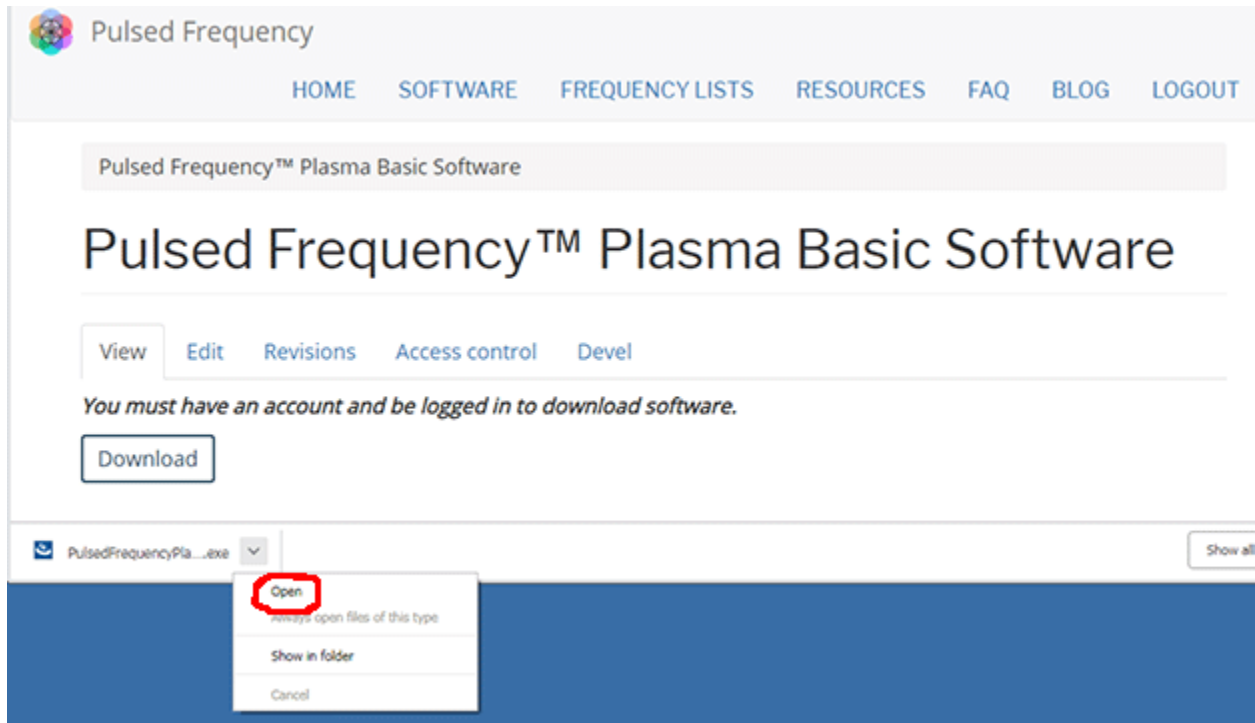 Pulsed Frequency
HOME SOFTWARE FREQUENCY LISTS RESOURCES FAQ BLOG LOGOUT
Pulsed Frequency™ Plasma Basic Software
Pulsed Frequency™ Plasma Basic Software
View Edit Revisions Access control Devel
You must have an account and be logged in to download software.
Download
PulsedFrequencyPla....exe Show all
Open
Always open files of this type
Show in folder
Cancel